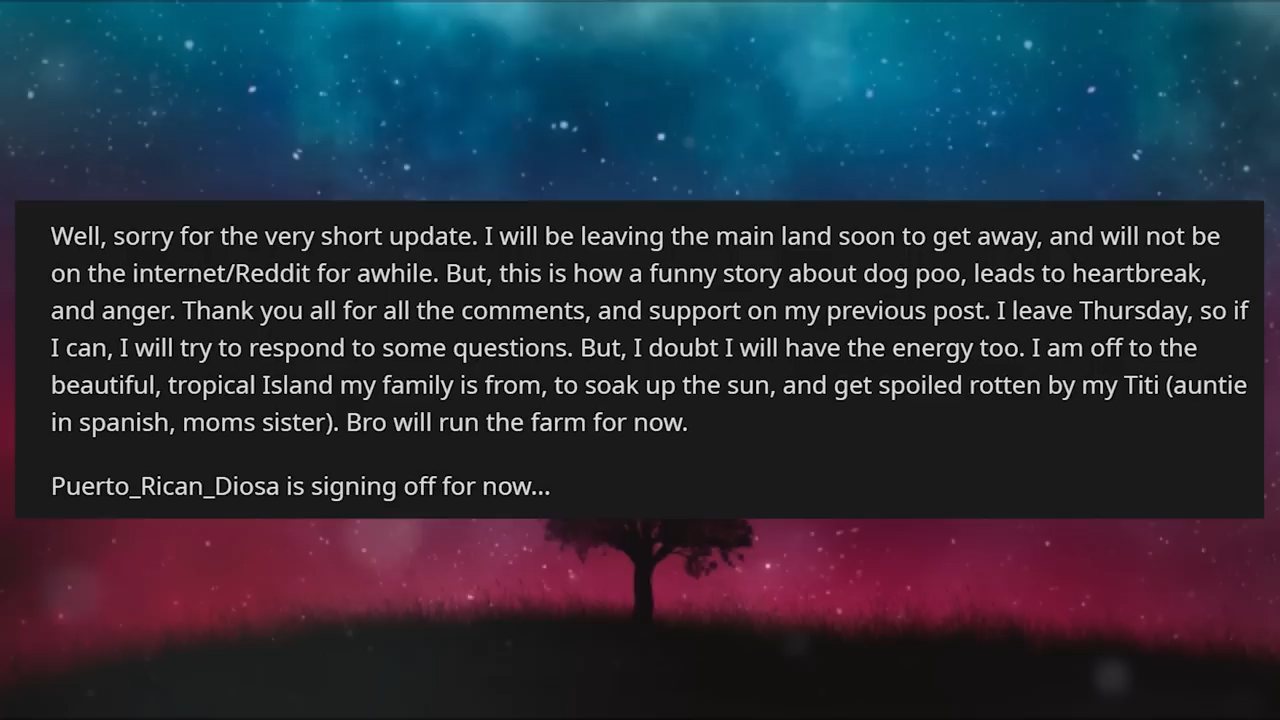 Well, sorry for the very short update. I will be leaving the main land soon to get away, and will not be
on the internet/Reddit for awhile. But, this is how a funny story about dog poo, leads to heartbreak,
and anger. Thank you all for all the comments, and support on my previous post. I leave Thursday, so if
I can, I will try to respond to some questions. But, I doubt I will have the energy too. I am off to the
beautiful, tropical Island my family is from, to soak up the sun, and get spoiled rotten by my Titi (auntie
in spanish, moms sister). Bro will run the farm for now.
Puerto_Rican_Diosa is signing off for now...